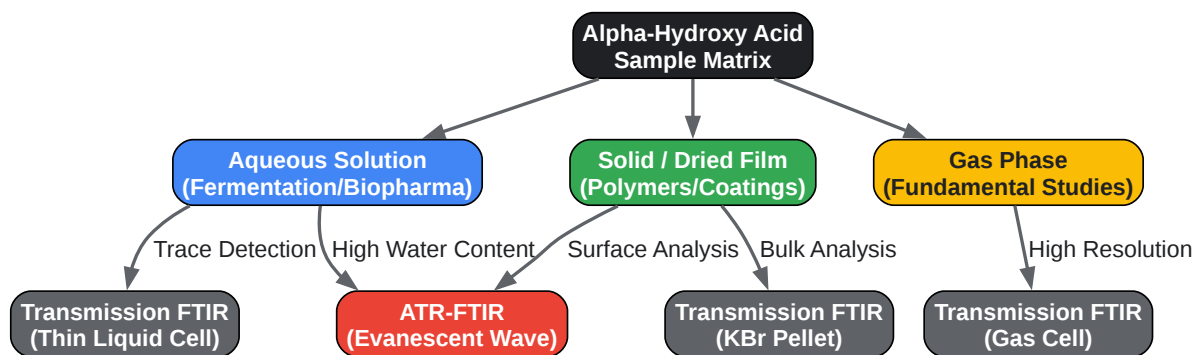 Alpha-Hydroxy Acid
Sample Matrix
Aqueous Solution
(Fermentation/Biopharma)
Solid / Dried Film
(Polymers/Coatings)
Gas Phase
(Fundamental Studies)
Trace Detection
High Water Content
Surface Analysis
Bulk Analysis
High Resolution
Transmission FTIR
(Thin Liquid Cell)
ATR-FTIR
(Evanescent Wave)
Transmission FTIR
(KBr Pellet)
Transmission FTIR
(Gas Cell)